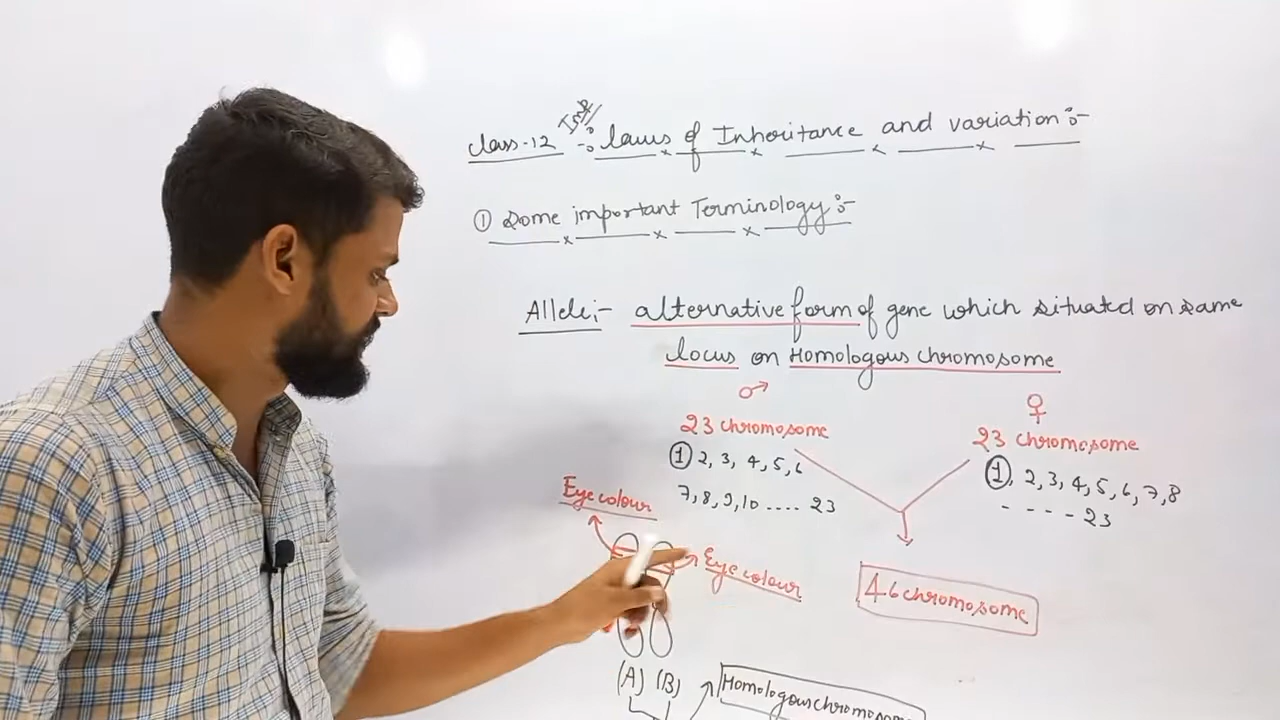 Class-12 Imp :- laws of Inheritance and variation :-
① Some important Terminology :-
Allele :- alternative form of gene which situated on same
locus on Homologous chromosome
♂ ♀
23 chromosome 23 chromosome
① 2, 3, 4, 5, 6 ①, 2, 3, 4, 5, 6, 7, 8
7, 8, 9, 10 .... 23 - - - - 23
Eye colour
Eye colour
46 chromosome
(A) (B)
Homologous chromosome